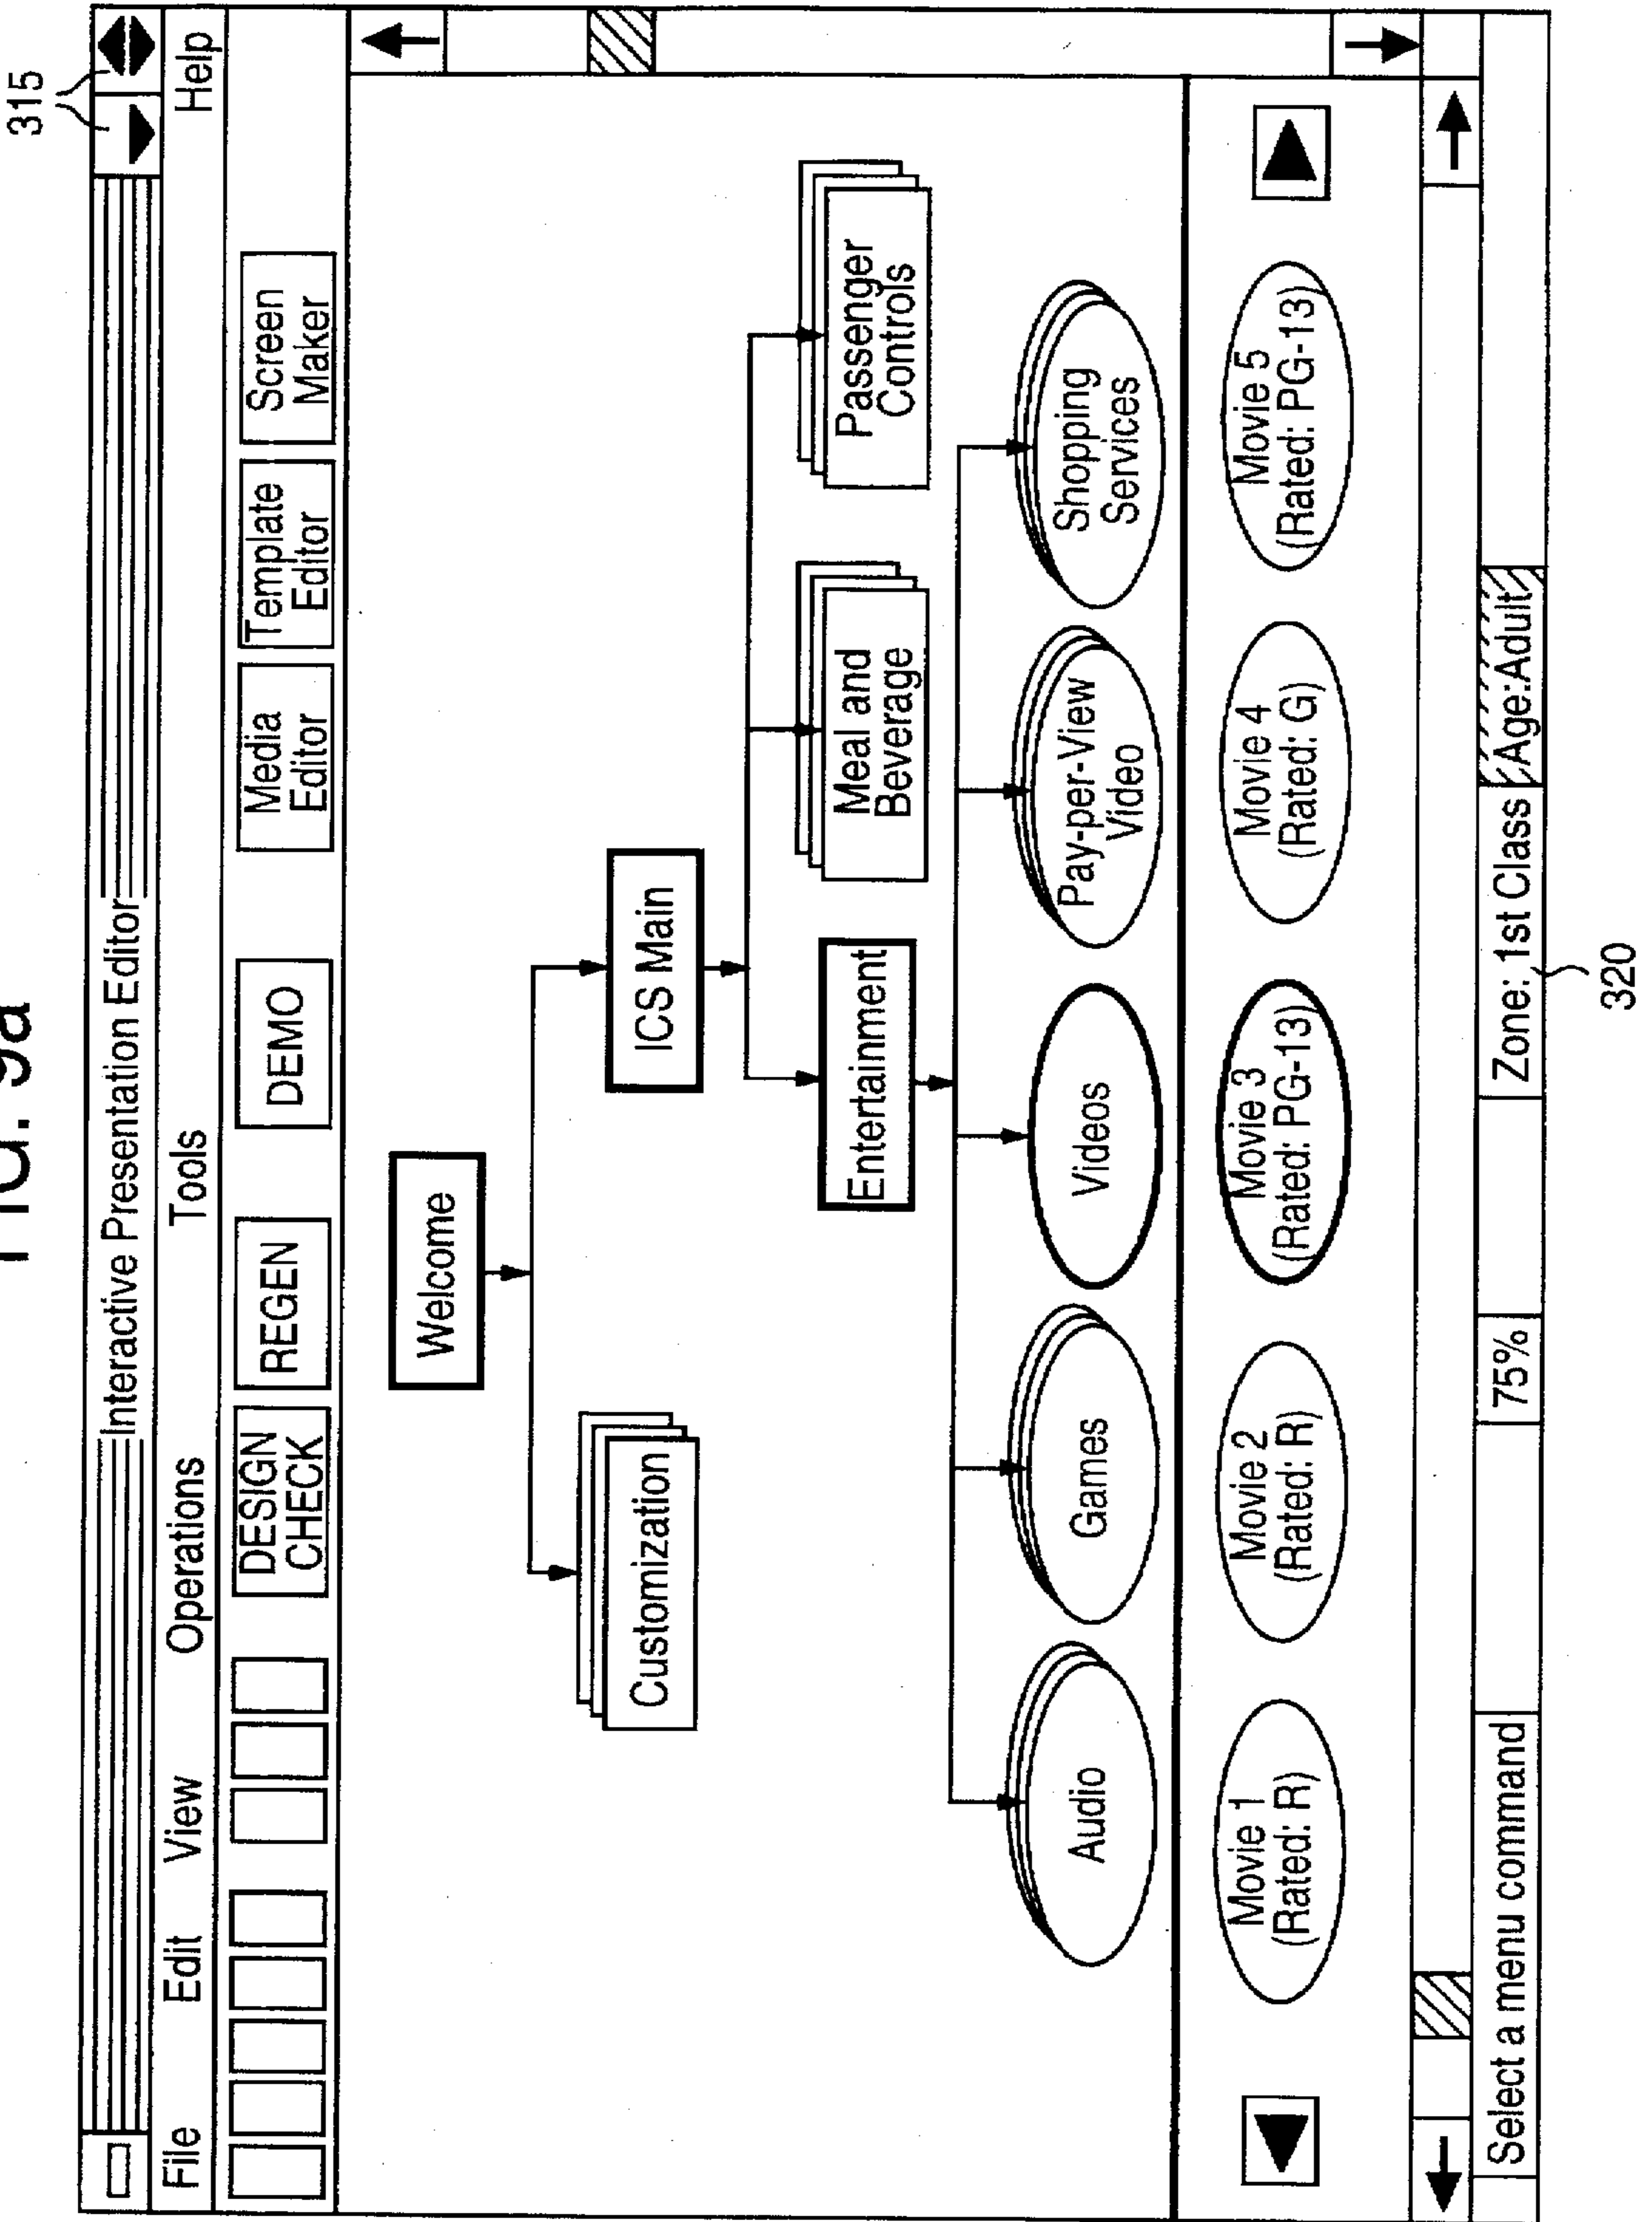 FIG. 9a
315
Interactive Presentation Editor
File Edit View Operations Tools Help
DESIGN
CHECK
REGEN
DEMO
Media
Editor
Template
Editor
Screen
Maker
Welcome
Customization
ICS Main
Entertainment
Meal and
Beverage
Passenger
Controls
Audio
Games
Videos
Pay-per-View
Video
Shopping
Services
Movie 1
(Rated: R)
Movie 2
(Rated: R)
Movie 3
(Rated: PG-13)
Movie 4
(Rated: G)
Movie 5
(Rated: PG-13)
Select a menu command
75%
Zone: 1st Class
Age:Adult
320